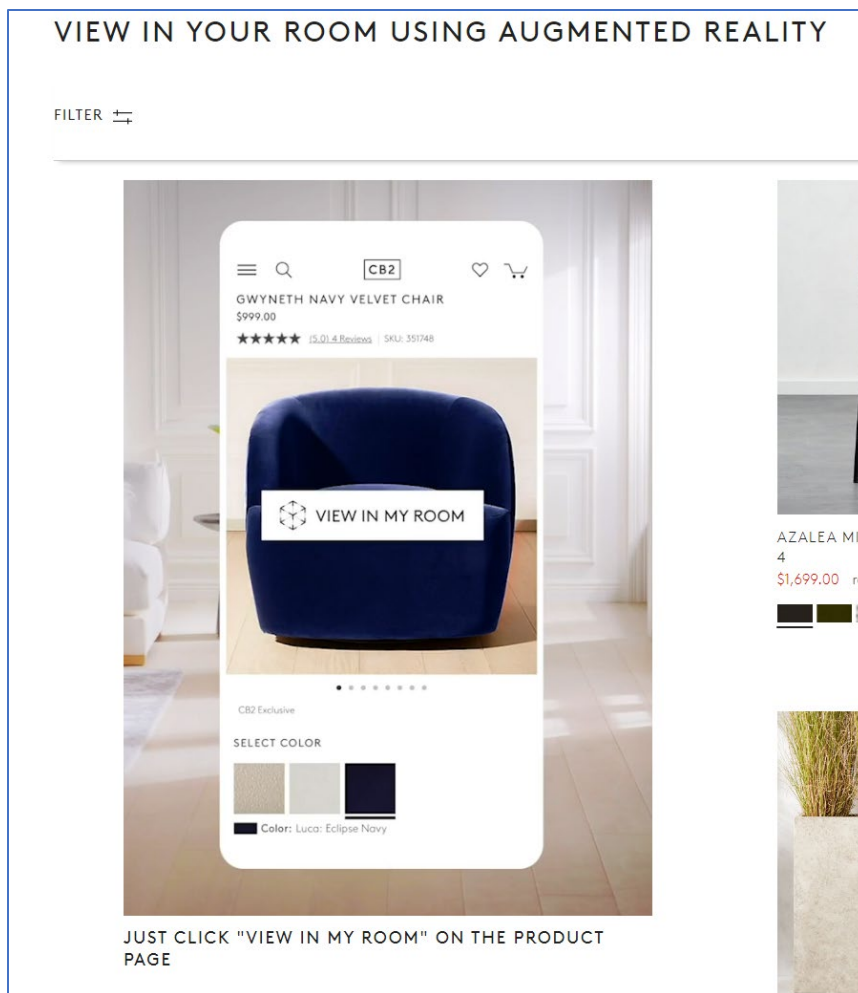 VIEW IN YOUR ROOM USING AUGMENTED REALITY
FILTER
CB2
GWYNETH NAVY VELVET CHAIR
$999.00
(5.0) 4 Reviews | SKU: 351748
VIEW IN MY ROOM
CB2 Exclusive
SELECT COLOR
Color: Luca: Eclipse Navy
JUST CLICK "VIEW IN MY ROOM" ON THE PRODUCT
PAGE
AZALEA
4
$1,699.00